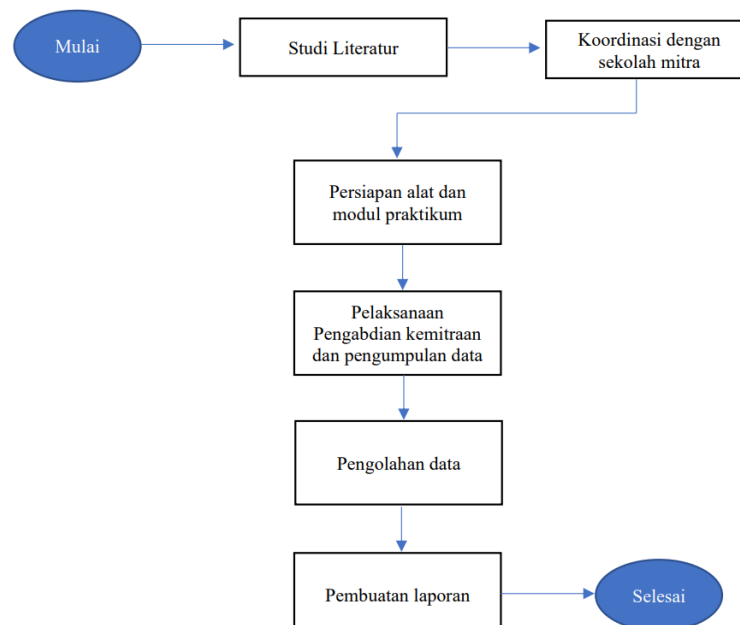 Mulai
Studi Literatur
Koordinasi dengan
sekolah mitra
Persiapan alat dan
modul praktikum
Pelaksanaan
Pengabdian kemitraan
dan pengumpulan data
Pengolahan data
Pembuatan laporan
Selesai